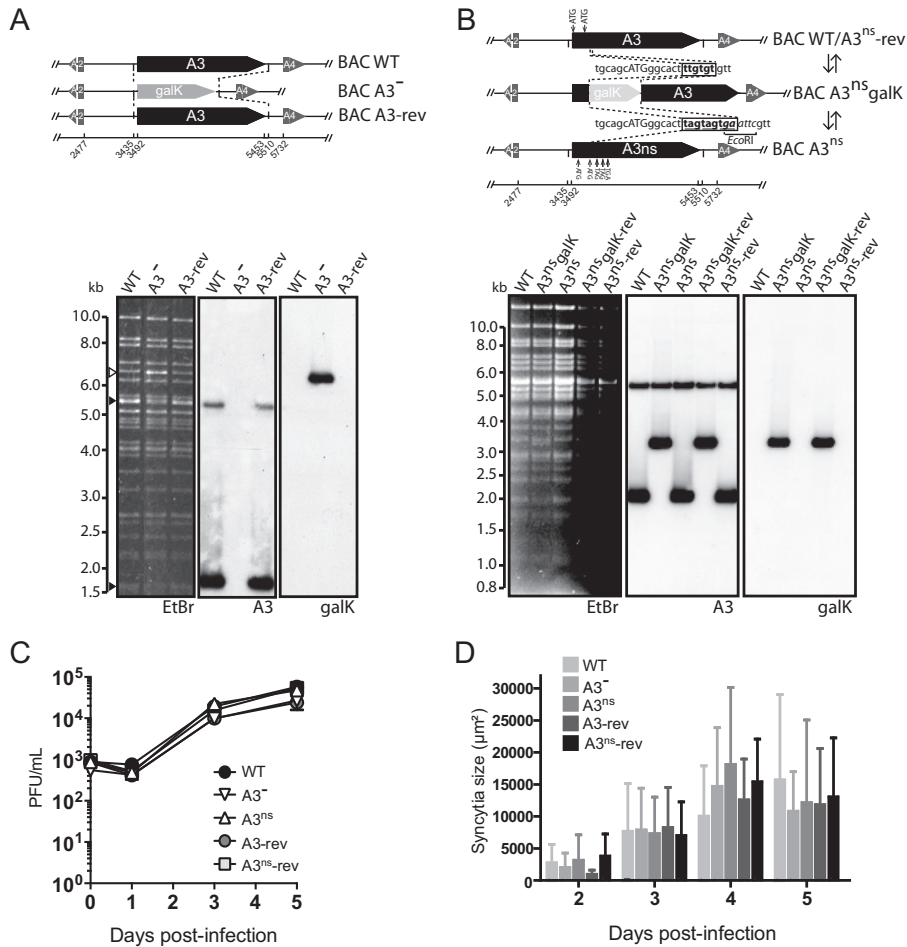 A
A2 A3 A4 BAC WT
A2 galK A4 BAC A3⁻
A2 A3 A4 BAC A3-rev
2477 3435 3492 5453 5510 5732
WT A3⁻ A3-rev WT A3⁻ A3-rev WT A3⁻ A3-rev
kb
10.0
8.0
6.0
5.0
4.0
3.0
2.5
2.0
1.8
1.5
EtBr A3 galK
B
ATG ATG
A2 A3 A4 BAC WT/A3ns-rev
tgcagcATGggcactttgtgtgtt
A2 galK A3 A4 BAC A3nsgalK
tgcagcATGggcacttagtagtgaattcgtt
EcoRI
A2 A3ns A4 BAC A3ns
2477 3435 3492 5453 5510 5732
WT A3nsgalK A3ns A3nsgalK-rev A3ns-rev WT A3nsgalK A3ns A3nsgalK-rev A3ns-rev WT A3nsgalK A3ns A3nsgalK-rev A3ns-rev
kb
10.0
8.0
6.0
5.0
4.0
3.0
2.5
2.0
1.5
1.0
0.8
EtBr A3 galK
C
PFU/mL
10⁵
10⁴
10³
10²
10¹
10⁰
WT
A3⁻
A3ns
A3-rev
A3ns-rev
0 1 2 3 4 5
Days post-infection
D
WT
A3⁻
A3ns
A3-rev
A3ns-rev
Syncytia size (µm²)
30000
25000
20000
15000
10000
5000
0
2 3 4 5
Days post-infection